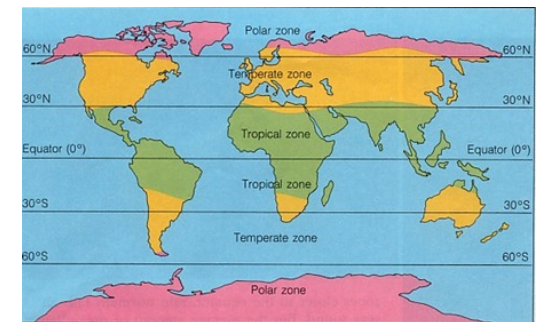 Polar zone
60°N 60°N
Temperate zone
30°N 30°N
Tropical zone
Equator (0°) Equator (0°)
Tropical zone
30°S 30°S
Temperate zone
60°S 60°S
Polar zone